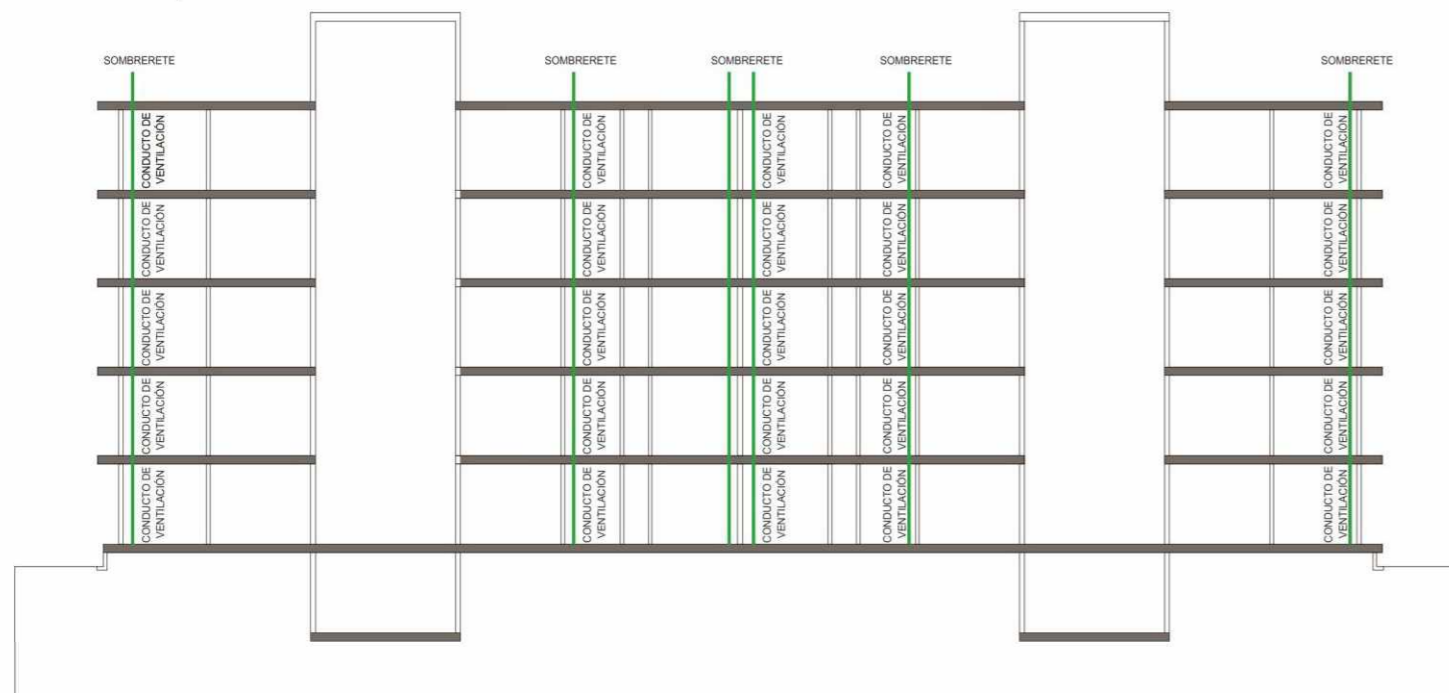 SOMBRERETE
SOMBRERETE
SOMBRERETE
SOMBRERETE
SOMBRERETE
CONDUCTO DE
VENTILACIÓN
CONDUCTO DE
VENTILACIÓN
CONDUCTO DE
VENTILACIÓN
CONDUCTO DE
VENTILACIÓN
CONDUCTO DE
VENTILACIÓN
CONDUCTO DE
VENTILACIÓN
CONDUCTO DE
VENTILACIÓN
CONDUCTO DE
VENTILACIÓN
CONDUCTO DE
VENTILACIÓN
CONDUCTO DE
VENTILACIÓN
CONDUCTO DE
VENTILACIÓN
CONDUCTO DE
VENTILACIÓN
CONDUCTO DE
VENTILACIÓN
CONDUCTO DE
VENTILACIÓN
CONDUCTO DE
VENTILACIÓN
CONDUCTO DE
VENTILACIÓN
CONDUCTO DE
VENTILACIÓN
CONDUCTO DE
VENTILACIÓN
CONDUCTO DE
VENTILACIÓN
CONDUCTO DE
VENTILACIÓN
CONDUCTO DE
VENTILACIÓN
CONDUCTO DE
VENTILACIÓN
CONDUCTO DE
VENTILACIÓN
CONDUCTO DE
VENTILACIÓN
CONDUCTO DE
VENTILACIÓN